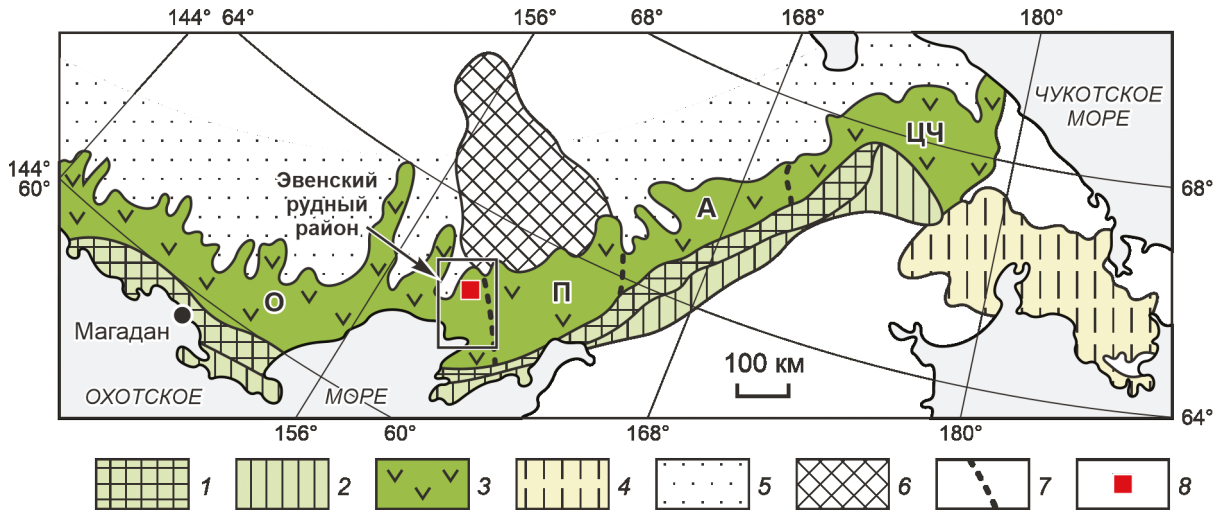 144° 64° 156° 68° 168° 180°
ЧУКОТСКОЕ
МОРЕ
ЦЧ
144°
60°
Эвенский
рудный
район
А
68°
О
П
Магадан
100 км
ОХОТСКОЕ МОРЕ
64°
156° 60° 168° 180°
1 2 3 4 5 6 7 8